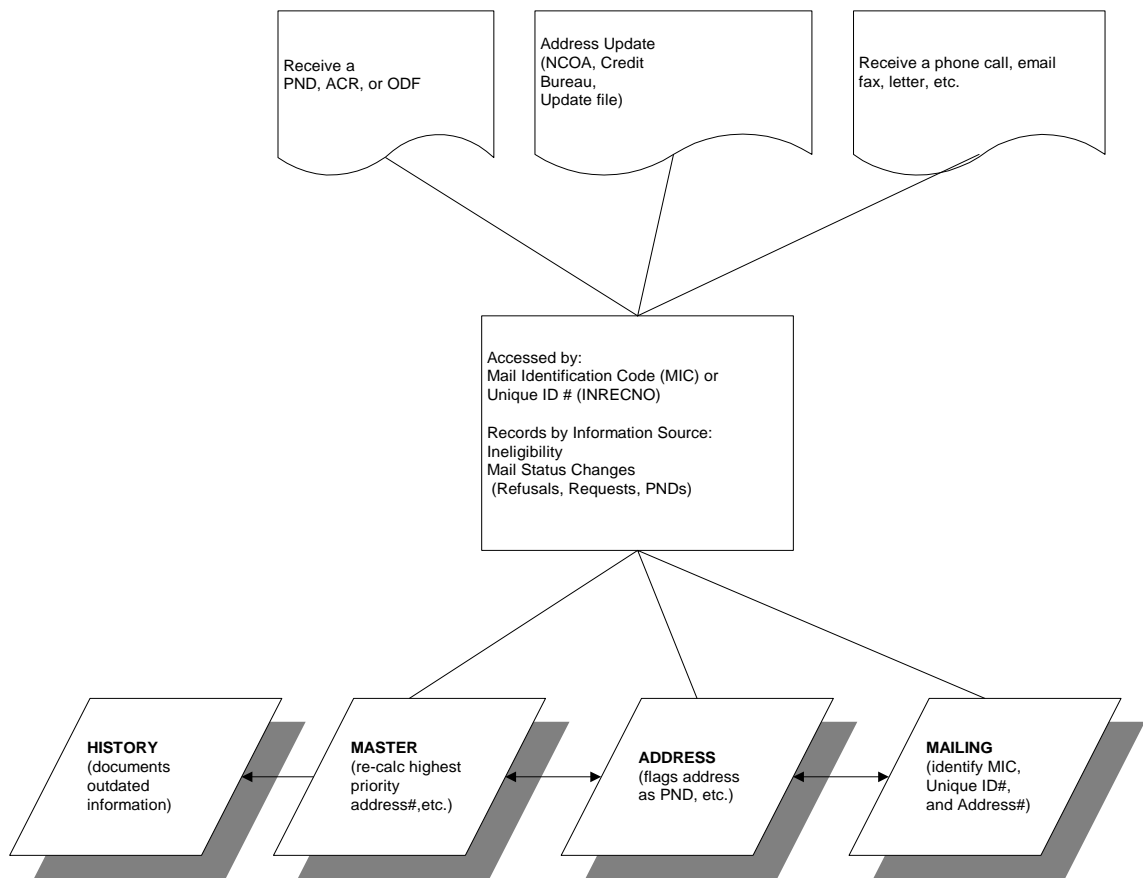 Receive a
PND, ACR, or ODF
Address Update
(NCOA, Credit
Bureau,
Update file)
Receive a phone call, email
fax, letter, etc.
Accessed by:
Mail Identification Code (MIC) or
Unique ID # (INRECNO)
Records by Information Source:
Ineligibility
Mail Status Changes
(Refusals, Requests, PNDs)
HISTORY
(documents
outdated
information)
MASTER
(re-calc highest
priority
address#,etc.)
ADDRESS
(flags address
as PND, etc.)
MAILING
(identify MIC,
Unique ID#,
and Address#)